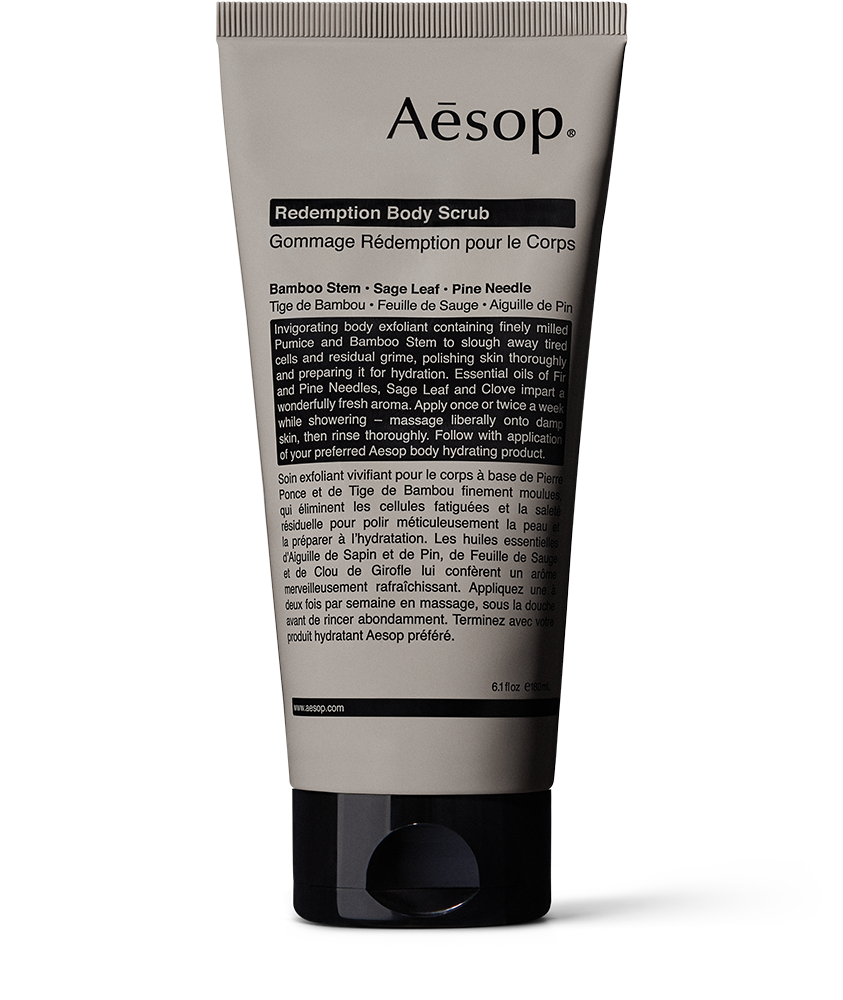 Aēsop®
Redemption Body Scrub
Gommage Rédemption pour le Corps
Bamboo Stem · Sage Leaf · Pine Needle
Tige de Bambou · Feuille de Sauge · Aiguille de Pin
Invigorating body exfoliant containing finely milled
Pumice and Bamboo Stem to slough away tired
cells and residual grime, polishing skin thoroughly
and preparing it for hydration. Essential oils of Fir
and Pine Needles, Sage Leaf and Clove impart a
wonderfully fresh aroma. Apply once or twice a week
while showering – massage liberally onto damp
skin, then rinse thoroughly. Follow with application
of your preferred Aesop body hydrating product.
Soin exfoliant vivifiant pour le corps à base de Pierre
Ponce et de Tige de Bambou finement moulues,
qui éliminent les cellules fatiguées et la saleté
résiduelle pour polir méticuleusement la peau et
la préparer à l'hydratation. Les huiles essentielles
d'Aiguille de Sapin et de Pin, de Feuille de Sauge
et de Clou de Girofle lui confèrent un arôme
merveilleusement rafraîchissant. Appliquez une à
deux fois par semaine en massage, sous la douche
avant de rincer abondamment. Terminez avec votre
produit hydratant Aesop préféré.
6.1 fl oz ℮180 mL
www.aesop.com